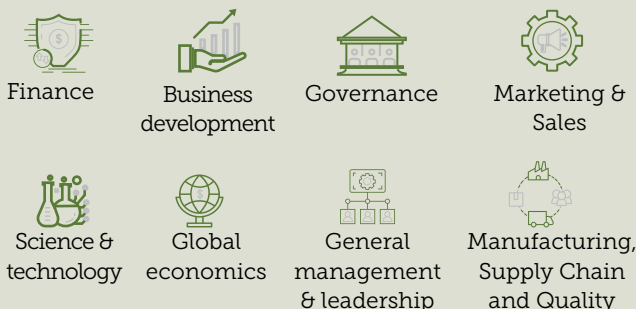 Finance
Business
development
Governance
Marketing &
Sales
Science &
technology
Global
economics
General
management
& leadership
Manufacturing,
Supply Chain
and Quality